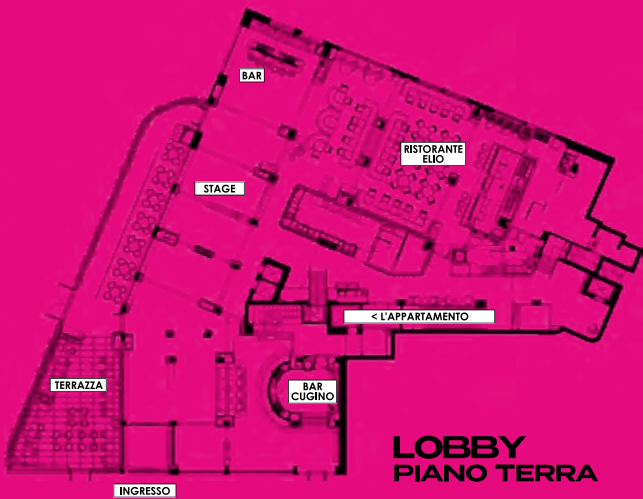 BAR
RISTORANTE
ELIO
STAGE
< L'APPARTAMENTO
TERRAZZA
BAR
CUGINO
LOBBY
PIANO TERRA
INGRESSO